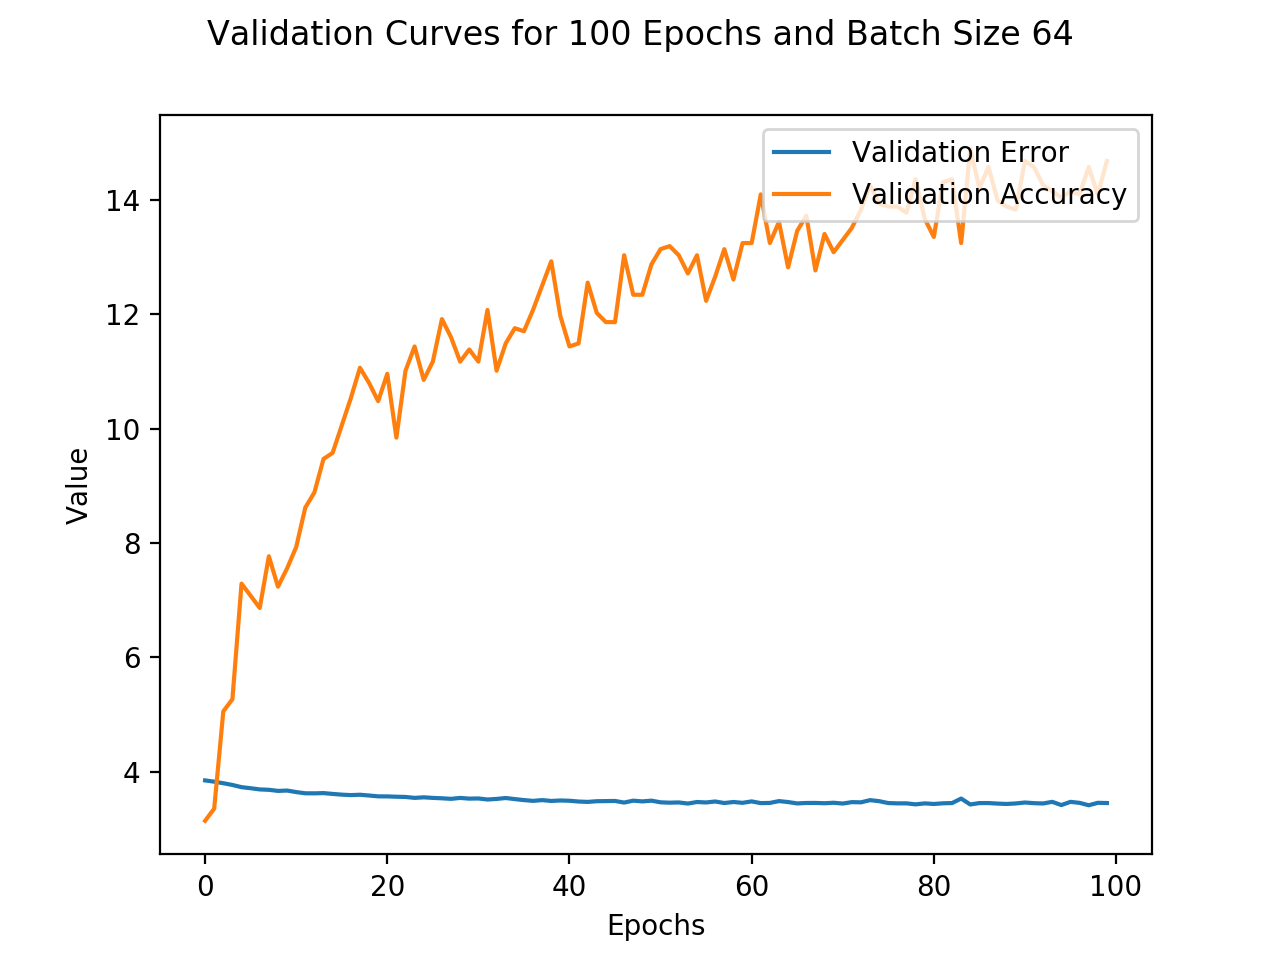 Validation Curves for 100 Epochs and Batch Size 64
Validation Error
Validation Accuracy
14
12
10
8
6
4
Value
0 20 40 60 80 100
Epochs